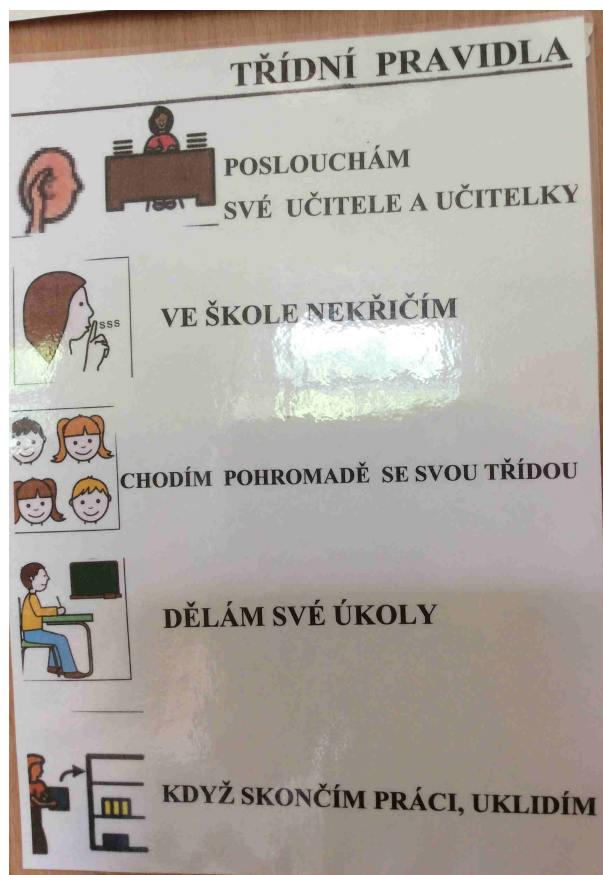 TŘÍDNÍ PRAVIDLA
POSLOUCHÁM
SVÉ UČITELE A UČITELKY
sss
VE ŠKOLE NEKŘIČÍM
CHODÍM POHROMADĚ SE SVOU TŘÍDOU
DĚLÁM SVÉ ÚKOLY
KDYŽ SKONČÍM PRÁCI, UKLIDÍM